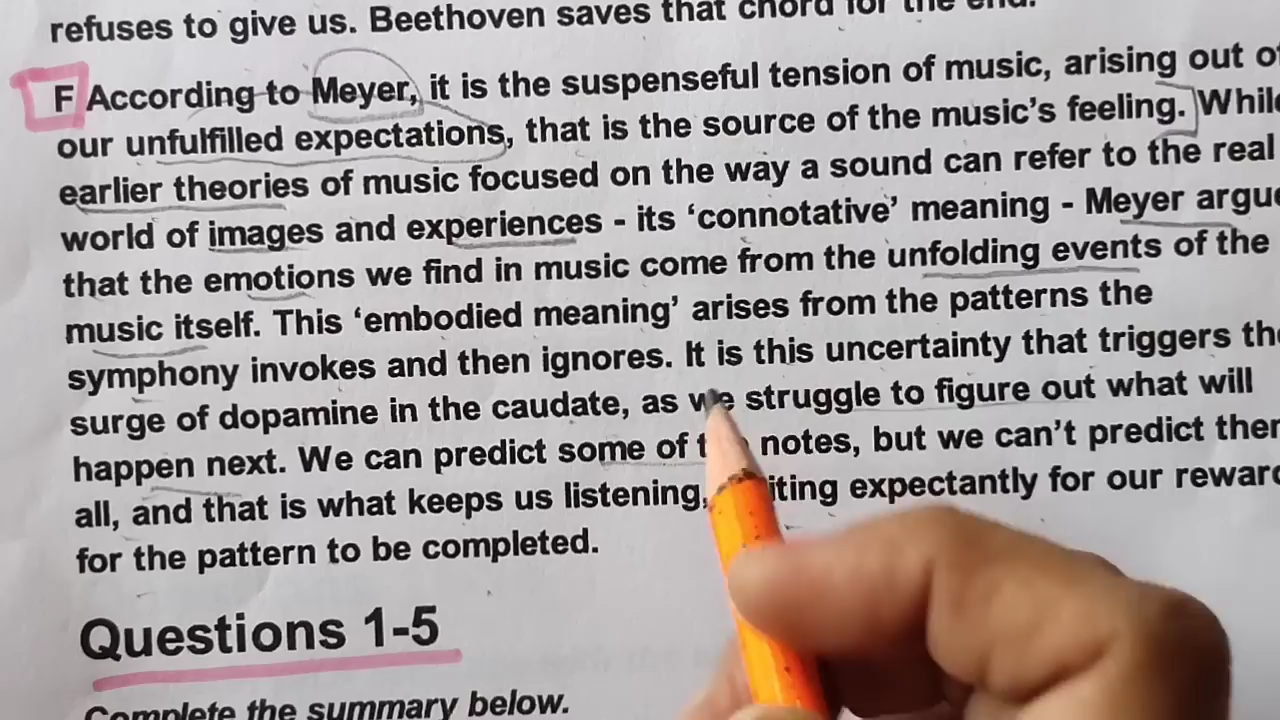 refuses to give us. Beethoven saves that chord for the end.
F According to Meyer, it is the suspenseful tension of music, arising out of
our unfulfilled expectations, that is the source of the music's feeling. While
earlier theories of music focused on the way a sound can refer to the real
world of images and experiences - its 'connotative' meaning - Meyer argue
that the emotions we find in music come from the unfolding events of the
music itself. This 'embodied meaning' arises from the patterns the
symphony invokes and then ignores. It is this uncertainty that triggers the
surge of dopamine in the caudate, as we struggle to figure out what will
happen next. We can predict some of the notes, but we can't predict them
all, and that is what keeps us listening, iting expectantly for our reward
for the pattern to be completed.
Questions 1-5
Complete the summary below.